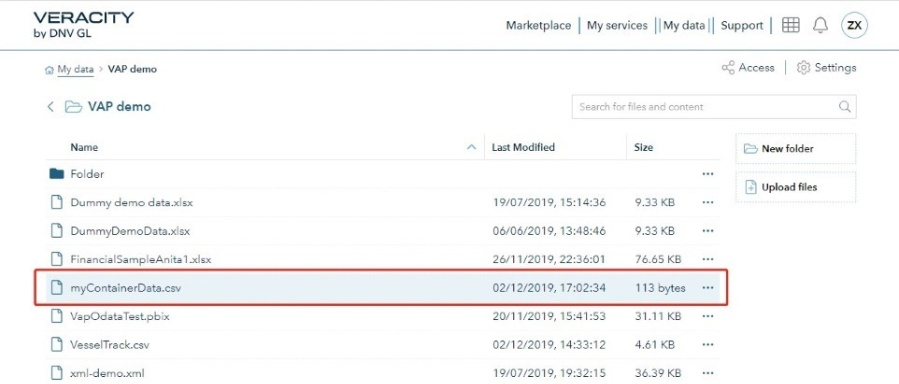 VERACITY
by DNV GL
Marketplace My services My data Support ZX
My data > VAP demo
Access Settings
VAP demo
Search for files and content
Name Last Modified Size
New folder
Folder
Upload files
Dummy demo data.xlsx 19/07/2019, 15:14:36 9.33 KB
DummyDemoData.xlsx 06/06/2019, 13:48:46 9.33 KB
FinancialSampleAnita1.xlsx 26/11/2019, 22:36:01 76.65 KB
myContainerData.csv 02/12/2019, 17:02:34 113 bytes
VapOdataTest.pbix 20/11/2019, 15:41:53 31.11 KB
VesselTrack.csv 02/12/2019, 14:33:12 4.61 KB
xml-demo.xml 19/07/2019, 19:32:15 36.39 KB